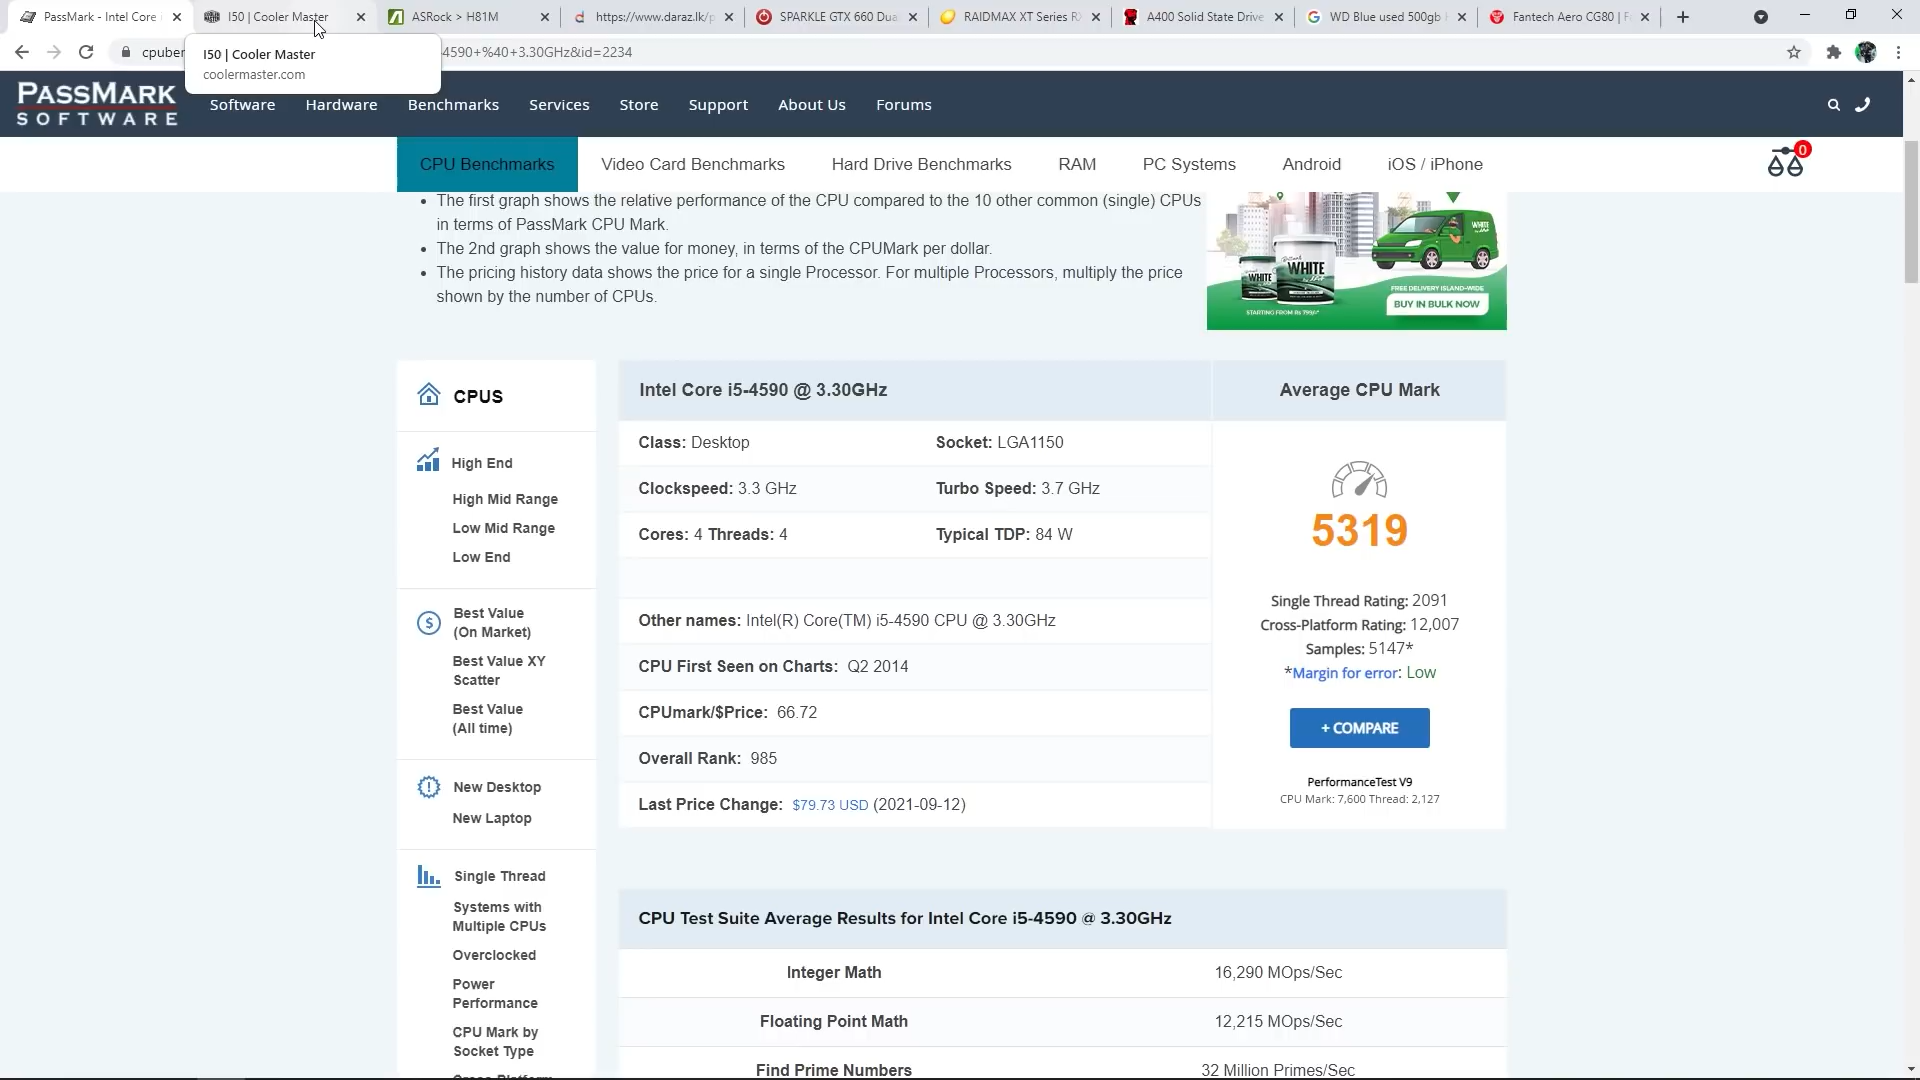 PassMark - Intel Core
I50 | Cooler Master
ASRock > H81M
https://www.daraz.lk/p
SPARKLE GTX 660 Dua
RAIDMAX XT Series R
A400 Solid State Drive
WD Blue used 500gb
Fantech Aero CG80 | F
cpuben
4590+%40+3.30GHz&id=2234
I50 | Cooler Master
coolermaster.com
PASSMARK
SOFTWARE
Software
Hardware
Benchmarks
Services
Store
Support
About Us
Forums
CPU Benchmarks
Video Card Benchmarks
Hard Drive Benchmarks
RAM
PC Systems
Android
iOS / iPhone
0
• The first graph shows the relative performance of the CPU compared to the 10 other common (single) CPUs
in terms of PassMark CPU Mark.
• The 2nd graph shows the value for money, in terms of the CPUMark per dollar.
• The pricing history data shows the price for a single Processor. For multiple Processors, multiply the price
shown by the number of CPUs.
WHITE
WHITE
WHITE
STARTING FROM Rs 799/-
FREE DELIVERY ISLAND-WIDE
BUY IN BULK NOW
CPUS
High End
High Mid Range
Low Mid Range
Low End
Best Value
(On Market)
Best Value XY
Scatter
Best Value
(All time)
New Desktop
New Laptop
Single Thread
Systems with
Multiple CPUs
Overclocked
Power
Performance
CPU Mark by
Socket Type
Cross-Platform
Intel Core i5-4590 @ 3.30GHz
Class: Desktop
Socket: LGA1150
Clockspeed: 3.3 GHz
Turbo Speed: 3.7 GHz
Cores: 4 Threads: 4
Typical TDP: 84 W
Other names: Intel(R) Core(TM) i5-4590 CPU @ 3.30GHz
CPU First Seen on Charts: Q2 2014
CPUmark/$Price: 66.72
Overall Rank: 985
Last Price Change: $79.73 USD (2021-09-12)
Average CPU Mark
5319
Single Thread Rating: 2091
Cross-Platform Rating: 12,007
Samples: 5147*
*Margin for error: Low
+ COMPARE
PerformanceTest V9
CPU Mark: 7,600 Thread: 2,127
CPU Test Suite Average Results for Intel Core i5-4590 @ 3.30GHz
Integer Math
16,290 MOps/Sec
Floating Point Math
12,215 MOps/Sec
Find Prime Numbers
32 Million Primes/Sec